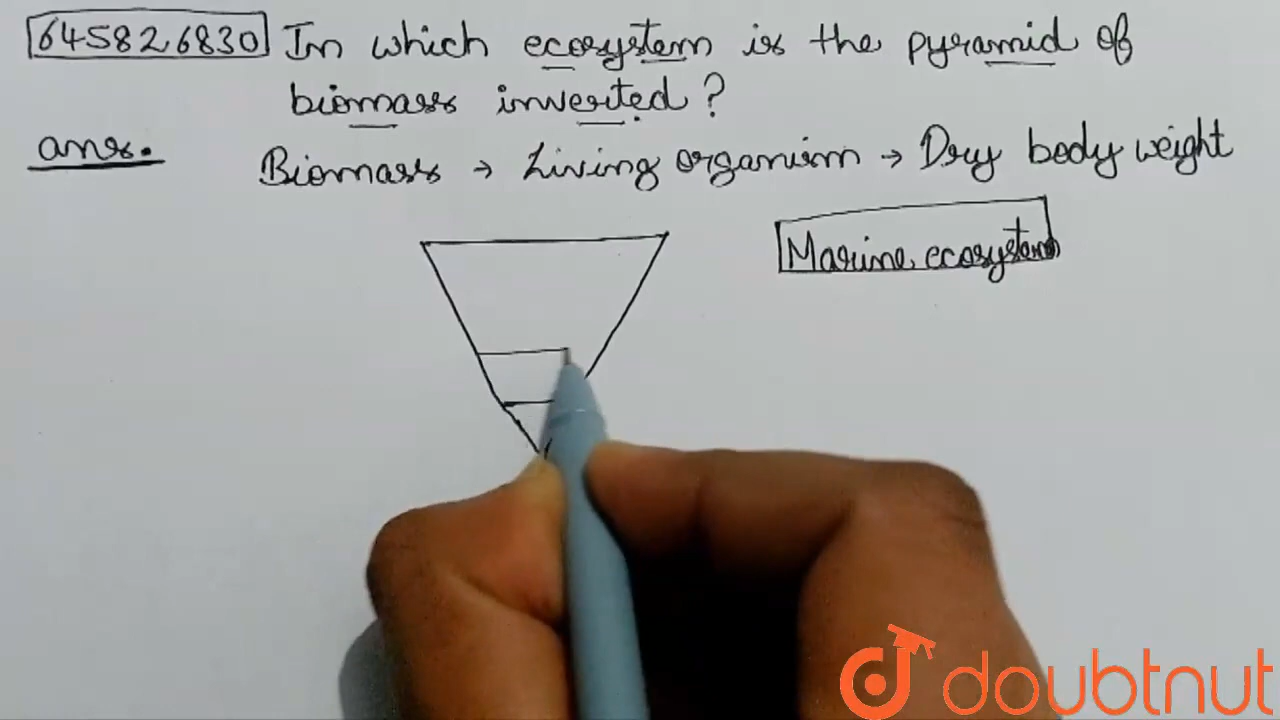 645826830 In which ecosystem is the pyramid of
biomass inverted?
ans. Biomass → Living organism → Dry body weight
Marine ecosystem
doubtnut